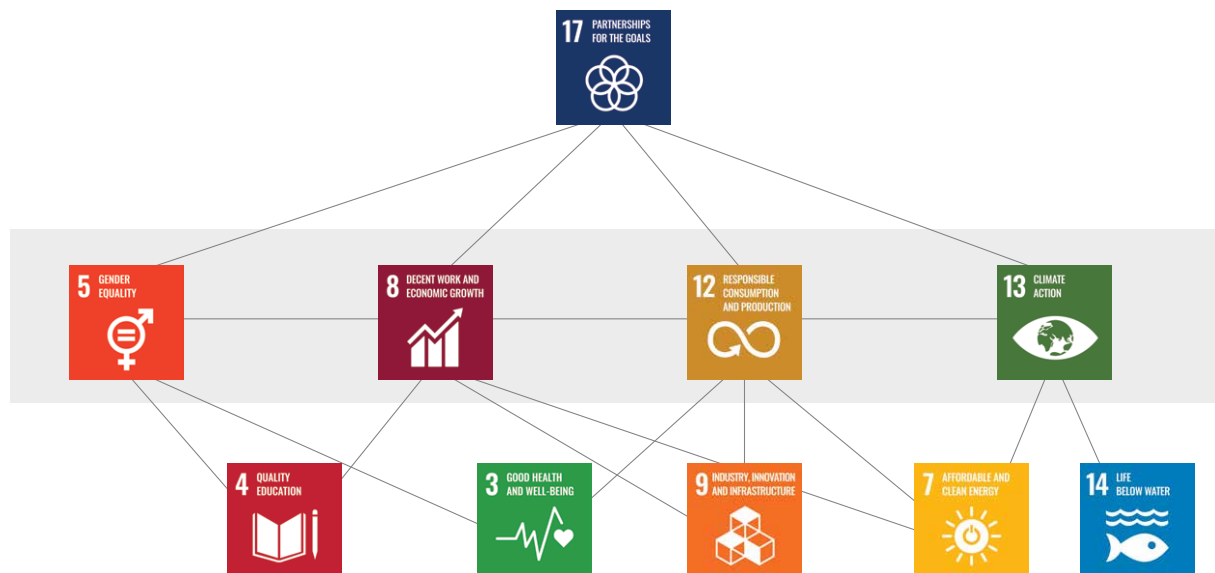 17 PARTNERSHIPS
FOR THE GOALS
5 GENDER
EQUALITY
8 DECENT WORK AND
ECONOMIC GROWTH
12 RESPONSIBLE
CONSUMPTION
AND PRODUCTION
13 CLIMATE
ACTION
4 QUALITY
EDUCATION
3 GOOD HEALTH
AND WELL-BEING
9 INDUSTRY, INNOVATION
AND INFRASTRUCTURE
7 AFFORDABLE AND
CLEAN ENERGY
14 LIFE
BELOW WATER